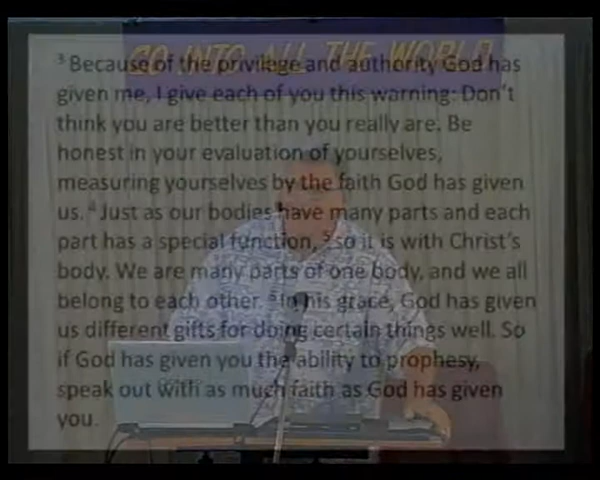 GO INTO ALL THE WORLD
³ Because of the privilege and authority God has
given me, I give each of you this warning: Don't
think you are better than you really are. Be
honest in your evaluation of yourselves,
measuring yourselves by the faith God has given
us. ⁴ Just as our bodies have many parts and each
part has a special function, ⁵ so it is with Christ's
body. We are many parts of one body, and we all
belong to each other. ⁶ In his grace, God has given
us different gifts for doing certain things well. So
if God has given you the ability to prophesy,
speak out with as much faith as God has given
you.